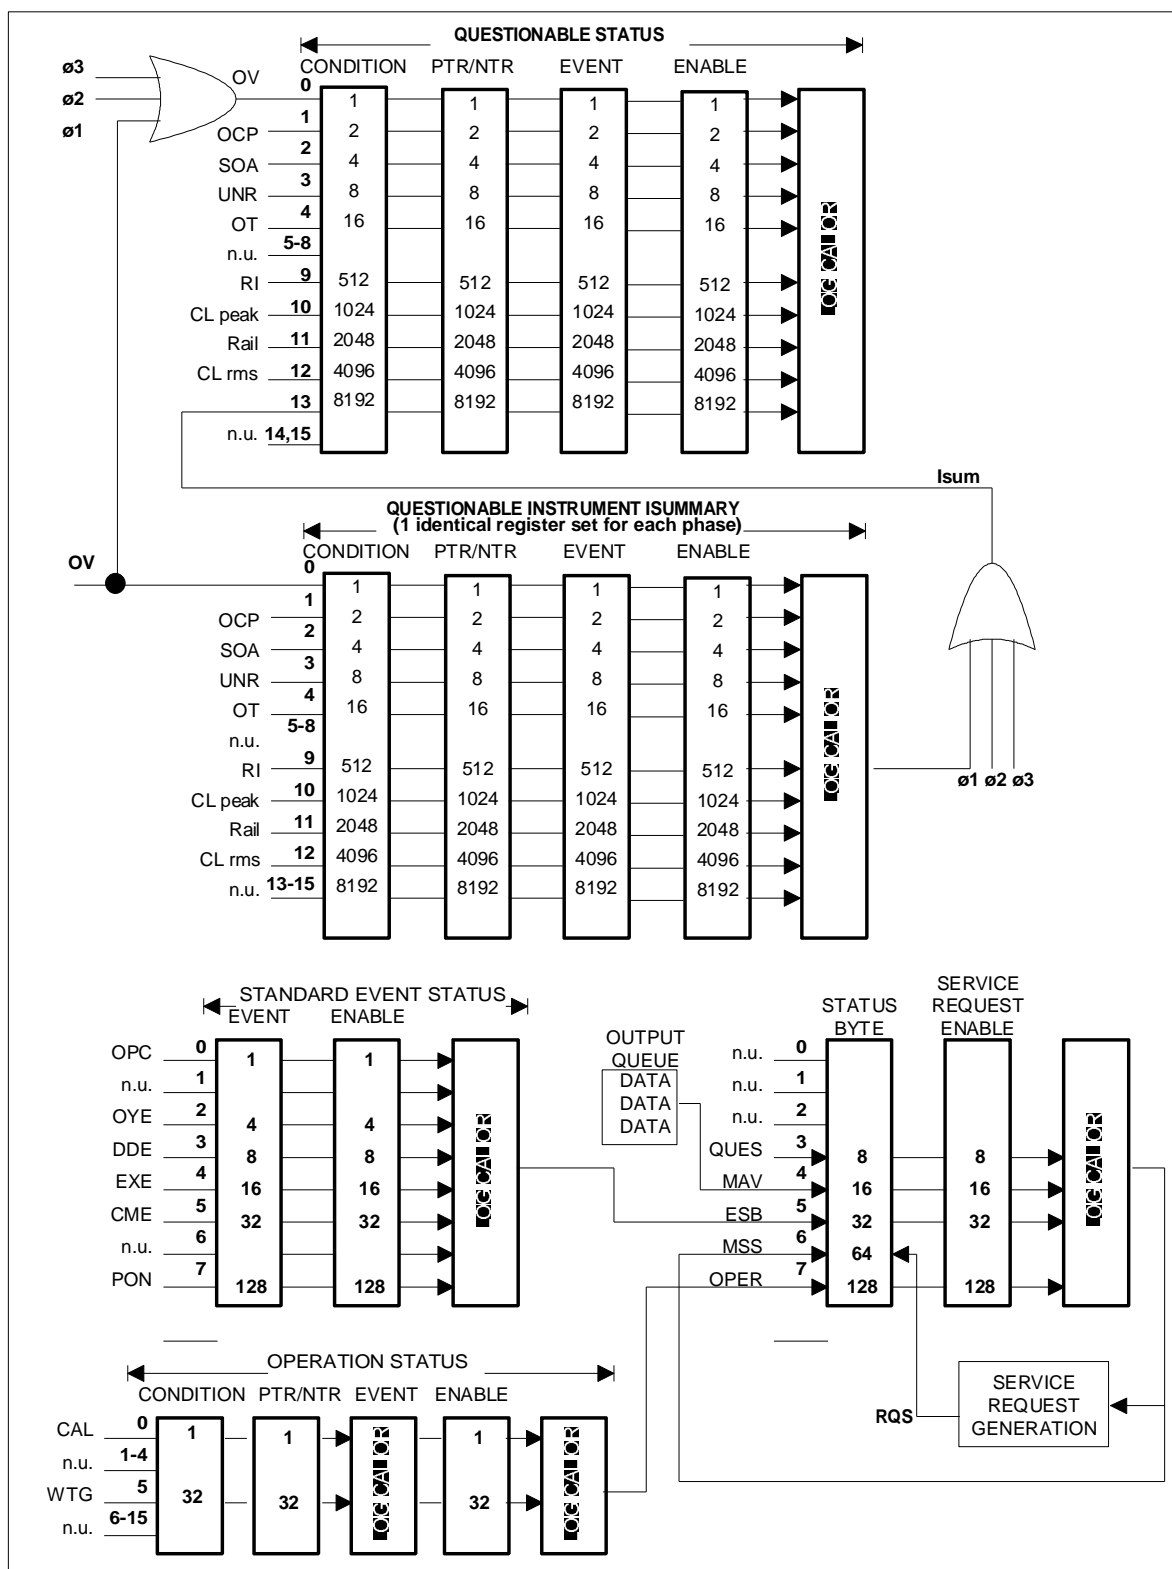 QUESTIONABLE STATUS
CONDITION PTR/NTR EVENT ENABLE
ø3
ø2
ø1
OV 0 1 1 1 1
OCP 1 2 2 2 2
SOA 2 4 4 4 4
UNR 3 8 8 8 8
OT 4 16 16 16 16
n.u. 5-8
RI 9 512 512 512 512
CL peak 10 1024 1024 1024 1024
Rail 11 2048 2048 2048 2048
CL rms 12 4096 4096 4096 4096
13 8192 8192 8192 8192
n.u. 14,15
LOGICAL OR
Isum
QUESTIONABLE INSTRUMENT ISUMMARY
(1 identical register set for each phase)
CONDITION PTR/NTR EVENT ENABLE
OV 0 1 1 1 1
OCP 1 2 2 2 2
SOA 2 4 4 4 4
UNR 3 8 8 8 8
OT 4 16 16 16 16
n.u. 5-8
RI 9 512 512 512 512
CL peak 10 1024 1024 1024 1024
Rail 11 2048 2048 2048 2048
CL rms 12 4096 4096 4096 4096
n.u. 13-15 8192 8192 8192 8192
LOGICAL OR
ø1 ø2 ø3
STANDARD EVENT STATUS
EVENT ENABLE
OPC 0 1 1
n.u. 1
OYE 2 4 4
DDE 3 8 8
EXE 4 16 16
CME 5 32 32
n.u. 6
PON 7 128 128
LOGICAL OR
OUTPUT
QUEUE
DATA
DATA
DATA
STATUS
BYTE
SERVICE
REQUEST
ENABLE
n.u. 0
n.u. 1
n.u. 2
QUES 3 8 8
MAV 4 16 16
ESB 5 32 32
MSS 6 64
OPER 7 128 128
LOGICAL OR
OPERATION STATUS
CONDITION PTR/NTR EVENT ENABLE
CAL 0 1 1 1
n.u. 1-4
WTG 5 32 32 32
n.u. 6-15
LOGICAL OR
LOGICAL OR
RQS
SERVICE
REQUEST
GENERATION